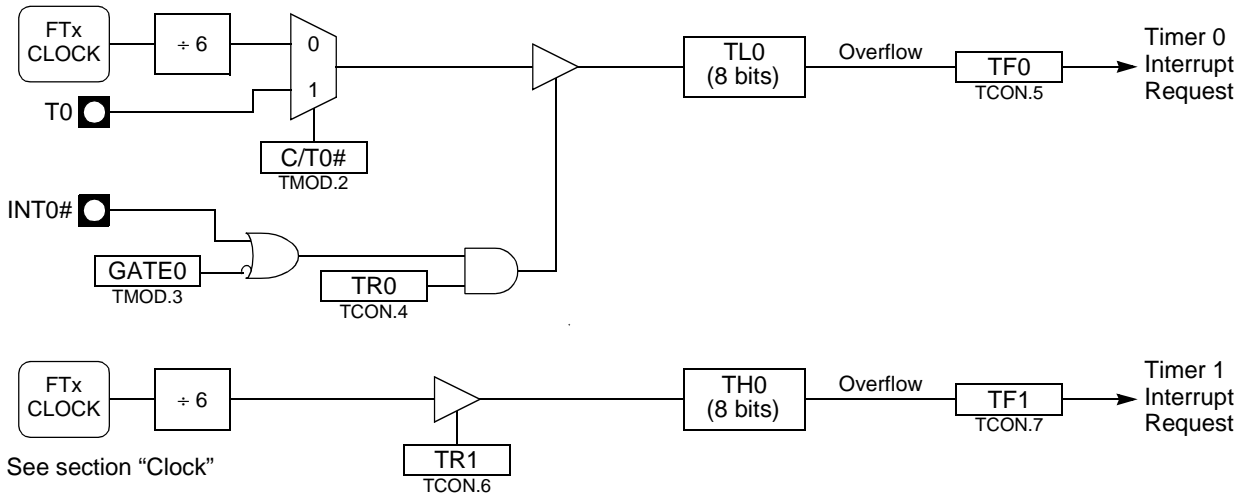 FTx
CLOCK
÷ 6
0
1
T0
C/T0#
TMOD.2
TL0
(8 bits)
Overflow
TF0
TCON.5
Timer 0
Interrupt
Request
INT0#
GATE0
TMOD.3
TR0
TCON.4
FTx
CLOCK
÷ 6
TR1
TCON.6
TH0
(8 bits)
Overflow
TF1
TCON.7
Timer 1
Interrupt
Request
See section “Clock”